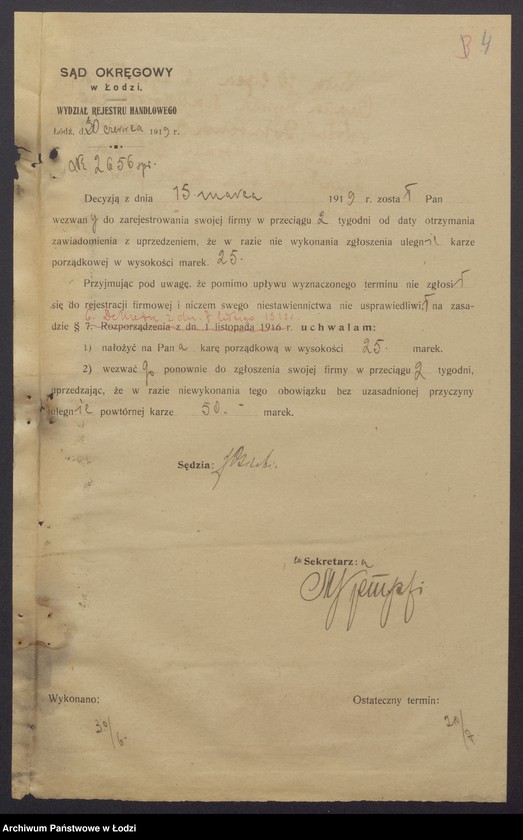 B 4
SĄD OKRĘGOWY
w Łodzi,
WYDZIAŁ REJESTRU HANDLOWEGO
Łódź, d. 30 czerwca 1919 r.
№ 2656
Decyzją z dnia 15 marca 1919 r. został Pan
wezwany do zarejestrowania swojej firmy w przeciągu 2 tygodni od daty otrzymania
zawiadomienia z uprzedzeniem, że w razie nie wykonania zgłoszenia ulegnie karze
porządkowej w wysokości marek. 25.
Przyjmując pod uwagę, że pomimo upływu wyznaczonego terminu nie zgłosił
się do rejestracji firmowej i niczem swego niestawiennictwa nie usprawiedliwił na zasa-
6. Dekretu z dn. 7 lutego
dzie § 7. Rozporządzenia z dn. 1 listopada 1916 r. uchwalam:
1) nałożyć na Pana karę porządkową w wysokości 25. marek.
2) wezwać go ponownie do zgłoszenia swojej firmy w przeciągu 2 tygodni,
uprzedzając, że w razie niewykonania tego obowiązku bez uzasadnionej przyczyny
ulegnie powtórnej karze 50.- marek.
Sędzia:
Sekretarz:
Wykonano:
Ostateczny termin:
30/6.
Archiwum Państwowe w Łodzi